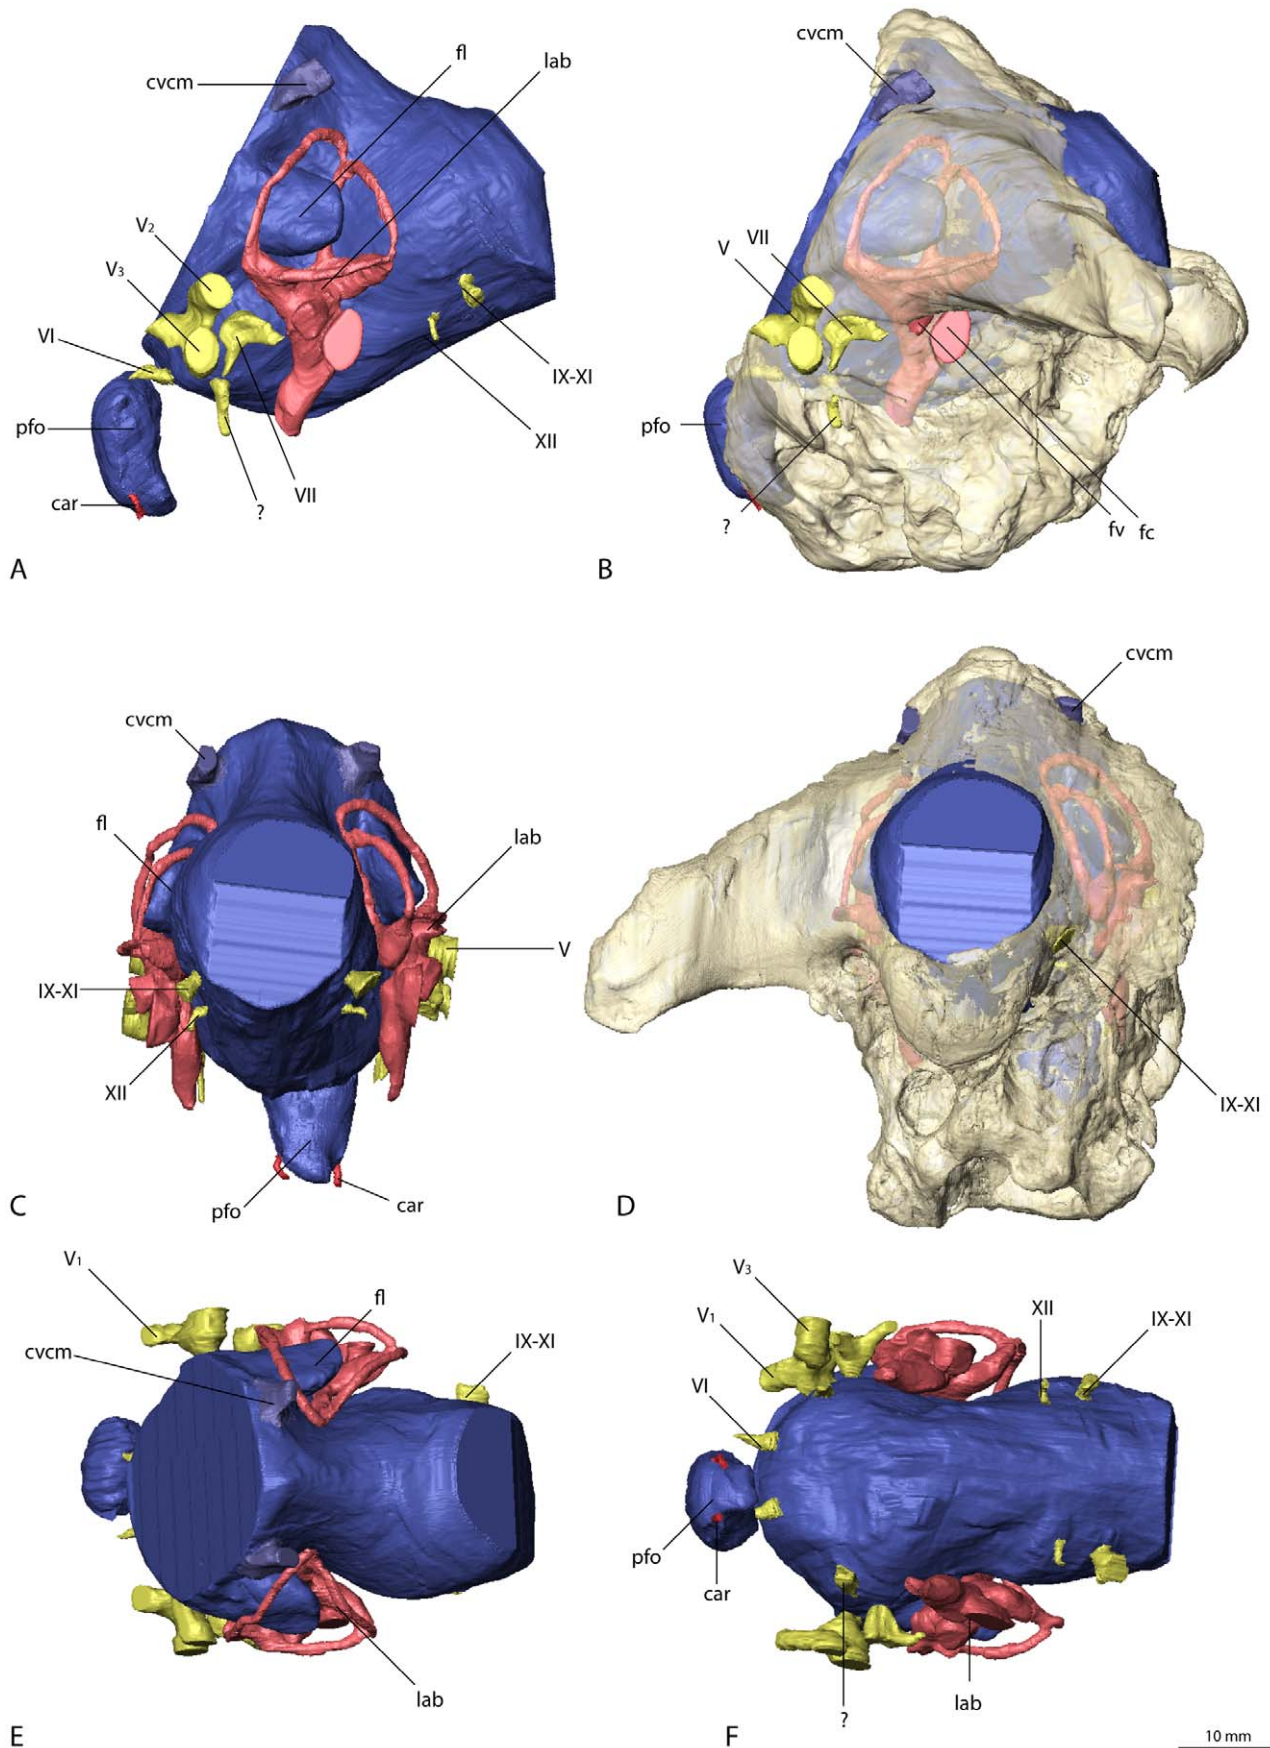 fl
lab
cvcm
V2
V3
VI
IX-XI
pfo
XII
car
VII
?
A
cvcm
V
VII
pfo
?
fv
fc
B
cvcm
fl
lab
V
IX-XI
XII
pfo
car
C
cvcm
IX-XI
D
V1
fl
cvcm
IX-XI
lab
E
V3
V1
XII
IX-XI
VI
pfo
car
lab
?
F
10 mm